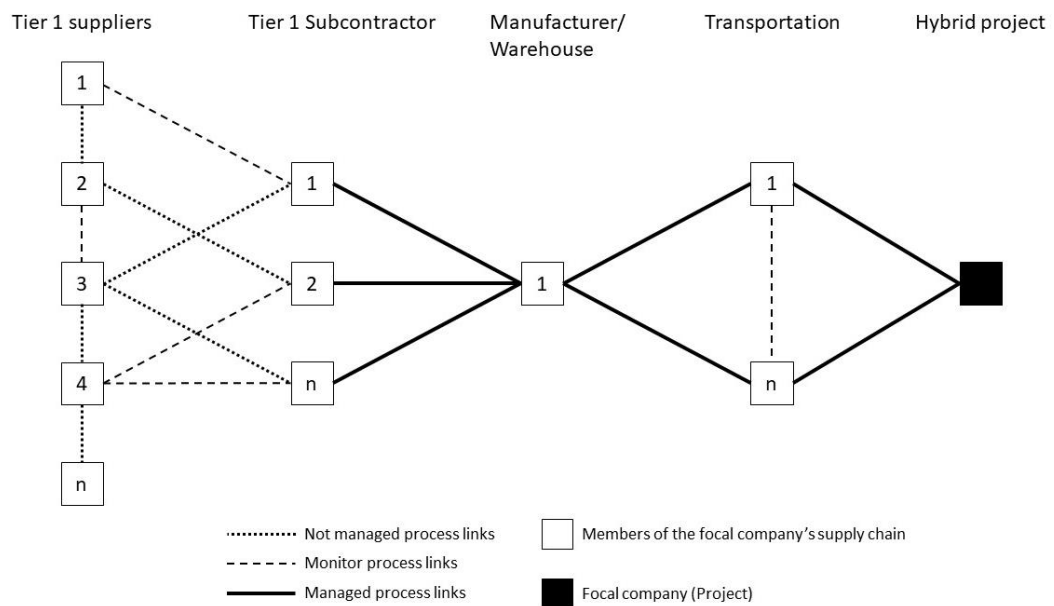 Tier 1 suppliers
Tier 1 Subcontractor
Manufacturer/
Warehouse
Transportation
Hybrid project
1
2
3
4
n
1
2
n
1
1
n
Not managed process links
Monitor process links
Managed process links
Members of the focal company's supply chain
Focal company (Project)